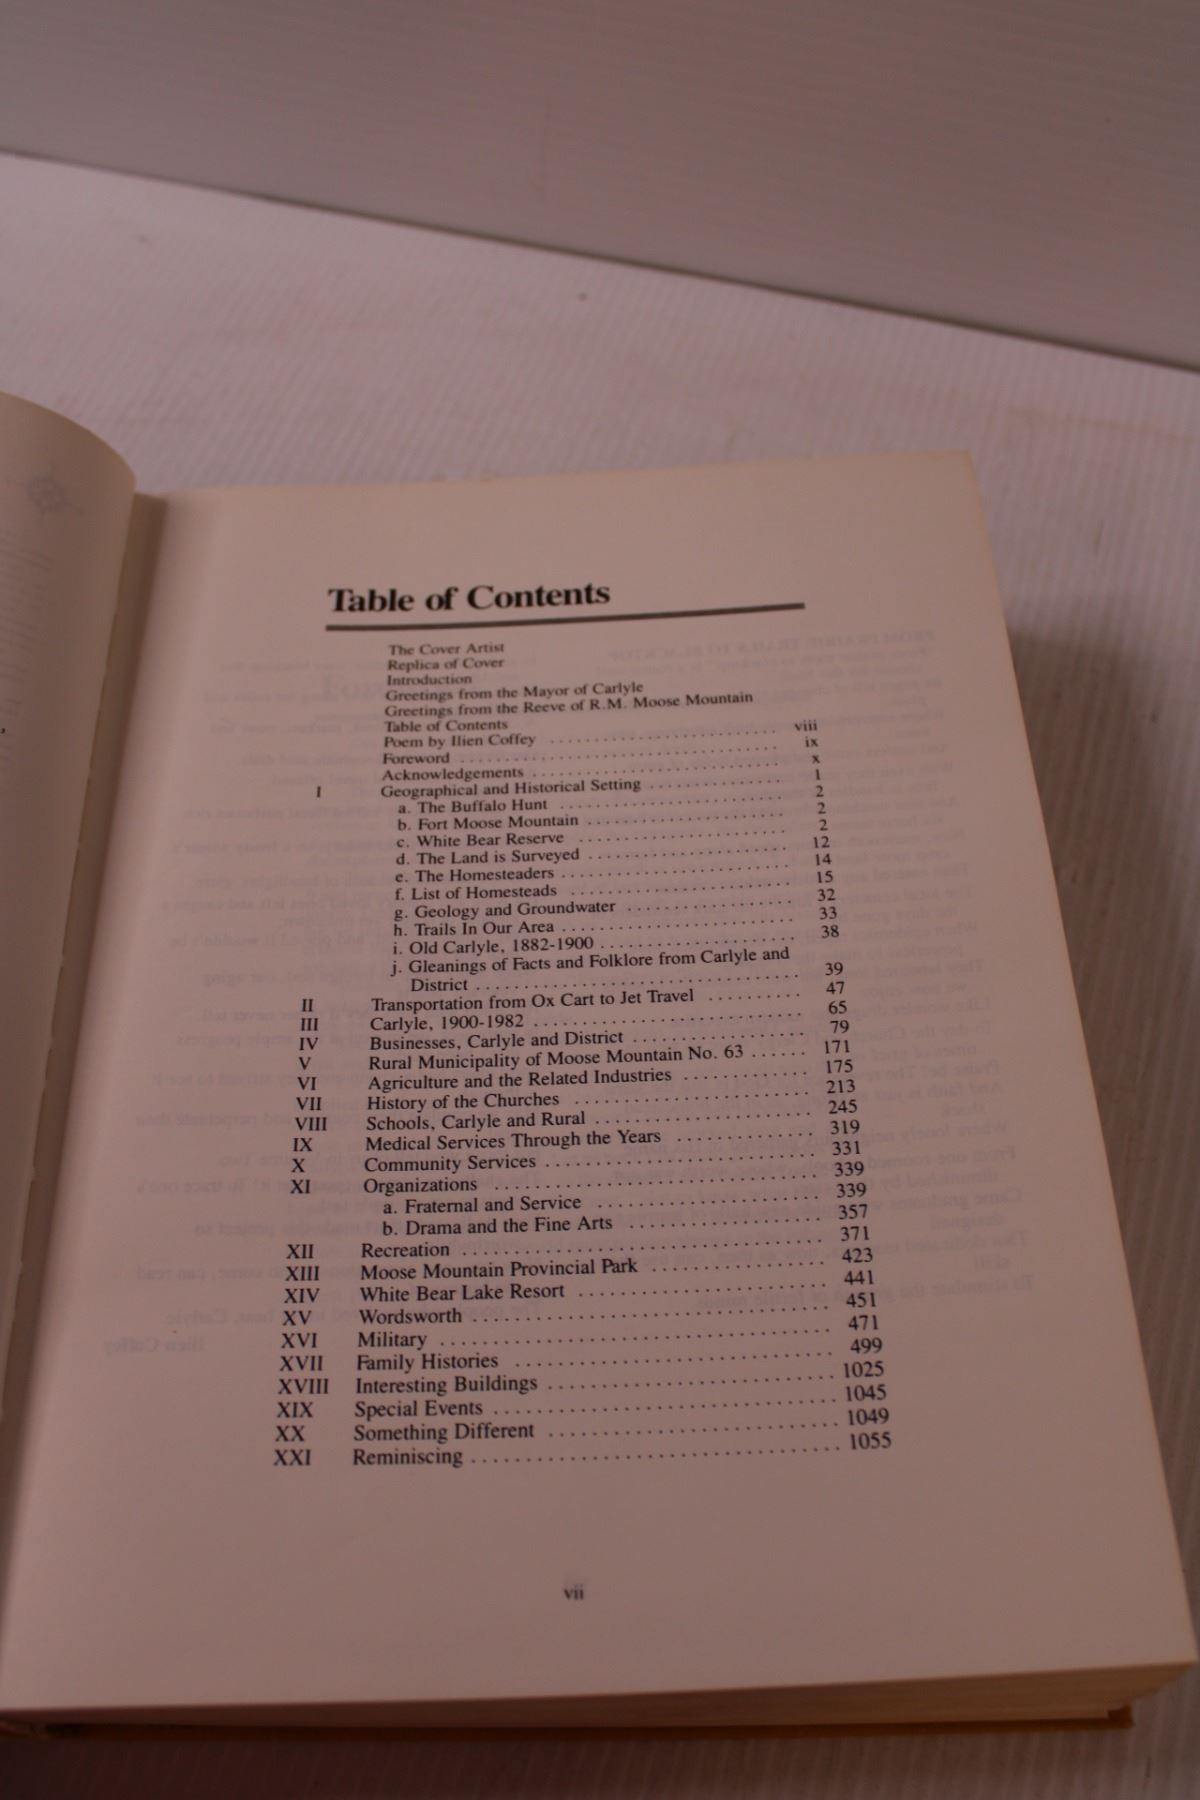 Table of Contents
The Cover Artist
Replica of Cover
Introduction
Greetings from the Mayor of Carlyle
Greetings from the Reeve of R.M. Moose Mountain
Table of Contents
Poem by Ilien Coffey ........................ viii
Foreword ........................ ix
Acknowledgements ........................ x
I Geographical and Historical Setting ........................ 1
a. The Buffalo Hunt ........................ 2
b. Fort Moose Mountain ........................ 2
c. White Bear Reserve ........................ 2
d. The Land is Surveyed ........................ 12
e. The Homesteaders ........................ 14
f. List of Homesteads ........................ 15
g. Geology and Groundwater ........................ 32
h. Trails In Our Area ........................ 33
i. Old Carlyle, 1882-1900 ........................ 38
j. Gleanings of Facts and Folklore from Carlyle and
District ........................ 39
II Transportation from Ox Cart to Jet Travel .......... 47
III Carlyle, 1900-1982 ........................ 65
IV Businesses, Carlyle and District ........................ 79
V Rural Municipality of Moose Mountain No. 63 ...... 171
VI Agriculture and the Related Industries ............. 175
VII History of the Churches ........................ 213
VIII Schools, Carlyle and Rural ........................ 245
IX Medical Services Through the Years .............. 319
X Community Services ........................ 331
XI Organizations ........................ 339
a. Fraternal and Service ........................ 339
b. Drama and the Fine Arts ........................ 357
XII Recreation ........................ 371
XIII Moose Mountain Provincial Park ................. 423
XIV White Bear Lake Resort ........................ 441
XV Wordsworth ........................ 451
XVI Military ........................ 471
XVII Family Histories ........................ 499
XVIII Interesting Buildings ........................ 1025
XIX Special Events ........................ 1045
XX Something Different ........................ 1049
XXI Reminiscing ........................ 1055
vii